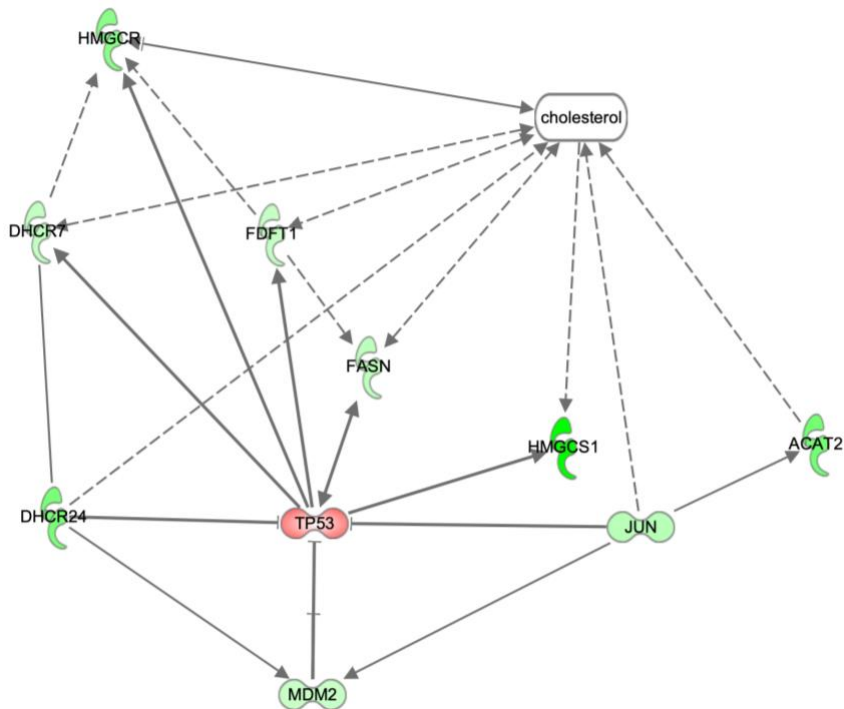 HMGCR
cholesterol
DHCR7
FDFT1
FASN
HMGCS1
ACAT2
DHCR24
TP53
JUN
MDM2